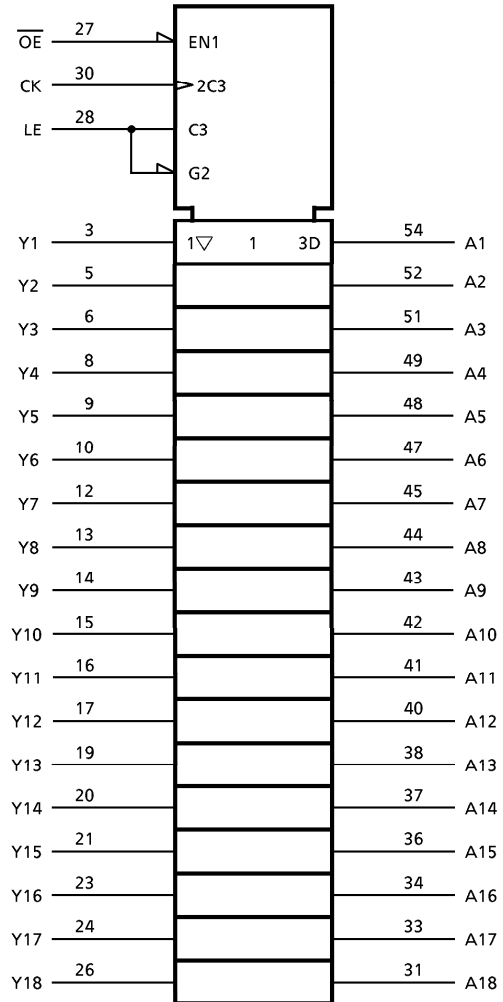 OE 27 EN1
CK 30 2C3
LE 28 C3
G2
Y1 3 1▽ 1 3D 54 A1
Y2 5 52 A2
Y3 6 51 A3
Y4 8 49 A4
Y5 9 48 A5
Y6 10 47 A6
Y7 12 45 A7
Y8 13 44 A8
Y9 14 43 A9
Y10 15 42 A10
Y11 16 41 A11
Y12 17 40 A12
Y13 19 38 A13
Y14 20 37 A14
Y15 21 36 A15
Y16 23 34 A16
Y17 24 33 A17
Y18 26 31 A18